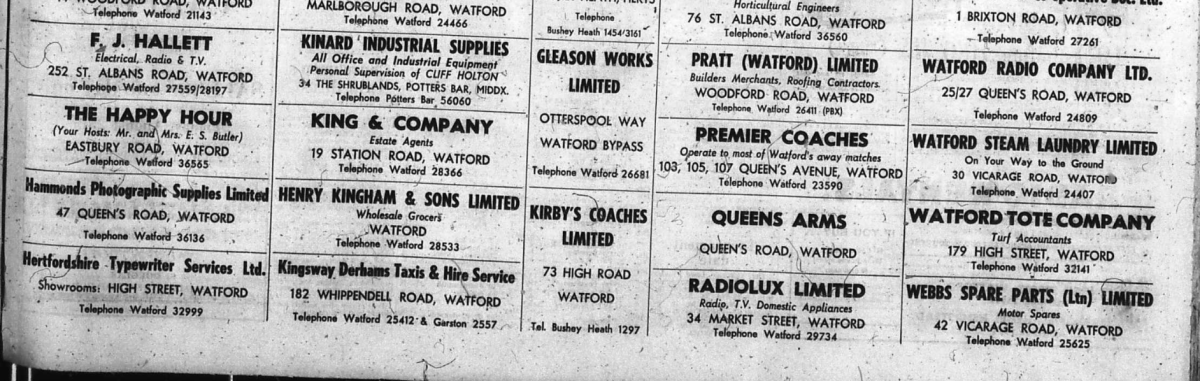 WOODFORD ROAD, WATFORD
Telephone Watford 21143
F. J. HALLETT
Electrical, Radio & T.V.
252 ST. ALBANS ROAD, WATFORD
Telephone Watford 27559/28197
THE HAPPY HOUR
(Your Hosts: Mr. and Mrs. E. S. Butler)
EASTBURY ROAD, WATFORD
Telephone Watford 36565
Hammonds Photographic Supplies Limited
47 QUEEN'S ROAD, WATFORD
Telephone Watford 36136
Hertfordshire Typewriter Services Ltd.
Showrooms: HIGH STREET, WATFORD
Telephone Watford 32999
MARLBOROUGH ROAD, WATFORD
Telephone Watford 24466
KINARD INDUSTRIAL SUPPLIES
All Office and Industrial Equipment
Personal Supervision of CLIFF HOLTON
34 THE SHRUBLANDS, POTTERS BAR, MIDDX.
Telephone Potters Bar 56060
KING & COMPANY
Estate Agents
19 STATION ROAD, WATFORD
Telephone Watford 28366
HENRY KINGHAM & SONS LIMITED
Wholesale Grocers
WATFORD
Telephone Watford 28533
Kingsway Derhams Taxis & Hire Service
182 WHIPPENDELL ROAD, WATFORD
Telephone Watford 25412 & Garston 2557
Telephone
Bushey Heath 1454/3161
GLEASON WORKS
LIMITED
OTTERSPOOL WAY
WATFORD BYPASS
Telephone Watford 26681
KIRBY'S COACHES
LIMITED
73 HIGH ROAD
WATFORD
Tel. Bushey Heath 1297
Horticultural Engineers
76 ST. ALBANS ROAD, WATFORD
Telephone Watford 36560
PRATT (WATFORD) LIMITED
Builders Merchants, Roofing Contractors.
WOODFORD ROAD, WATFORD
Telephone Watford 26411 (PBX)
PREMIER COACHES
Operate to most of Watford's away matches
103, 105, 107 QUEEN'S AVENUE, WATFORD
Telephone Watford 23590
QUEENS ARMS
QUEEN'S ROAD, WATFORD
RADIOLUX LIMITED
Radio, T.V. Domestic Appliances
34 MARKET STREET, WATFORD
Telephone Watford 29734
1 BRIXTON ROAD, WATFORD
Telephone Watford 27261
WATFORD RADIO COMPANY LTD.
25/27 QUEEN'S ROAD, WATFORD
Telephone Watford 24809
WATFORD STEAM LAUNDRY LIMITED
On Your Way to the Ground
30 VICARAGE ROAD, WATFORD
Telephone Watford 24407
WATFORD TOTE COMPANY
Turf Accountants
179 HIGH STREET, WATFORD
Telephone Watford 32141
WEBBS SPARE PARTS (Ltn) LIMITED
Motor Spares
42 VICARAGE ROAD, WATFORD
Telephone Watford 25625